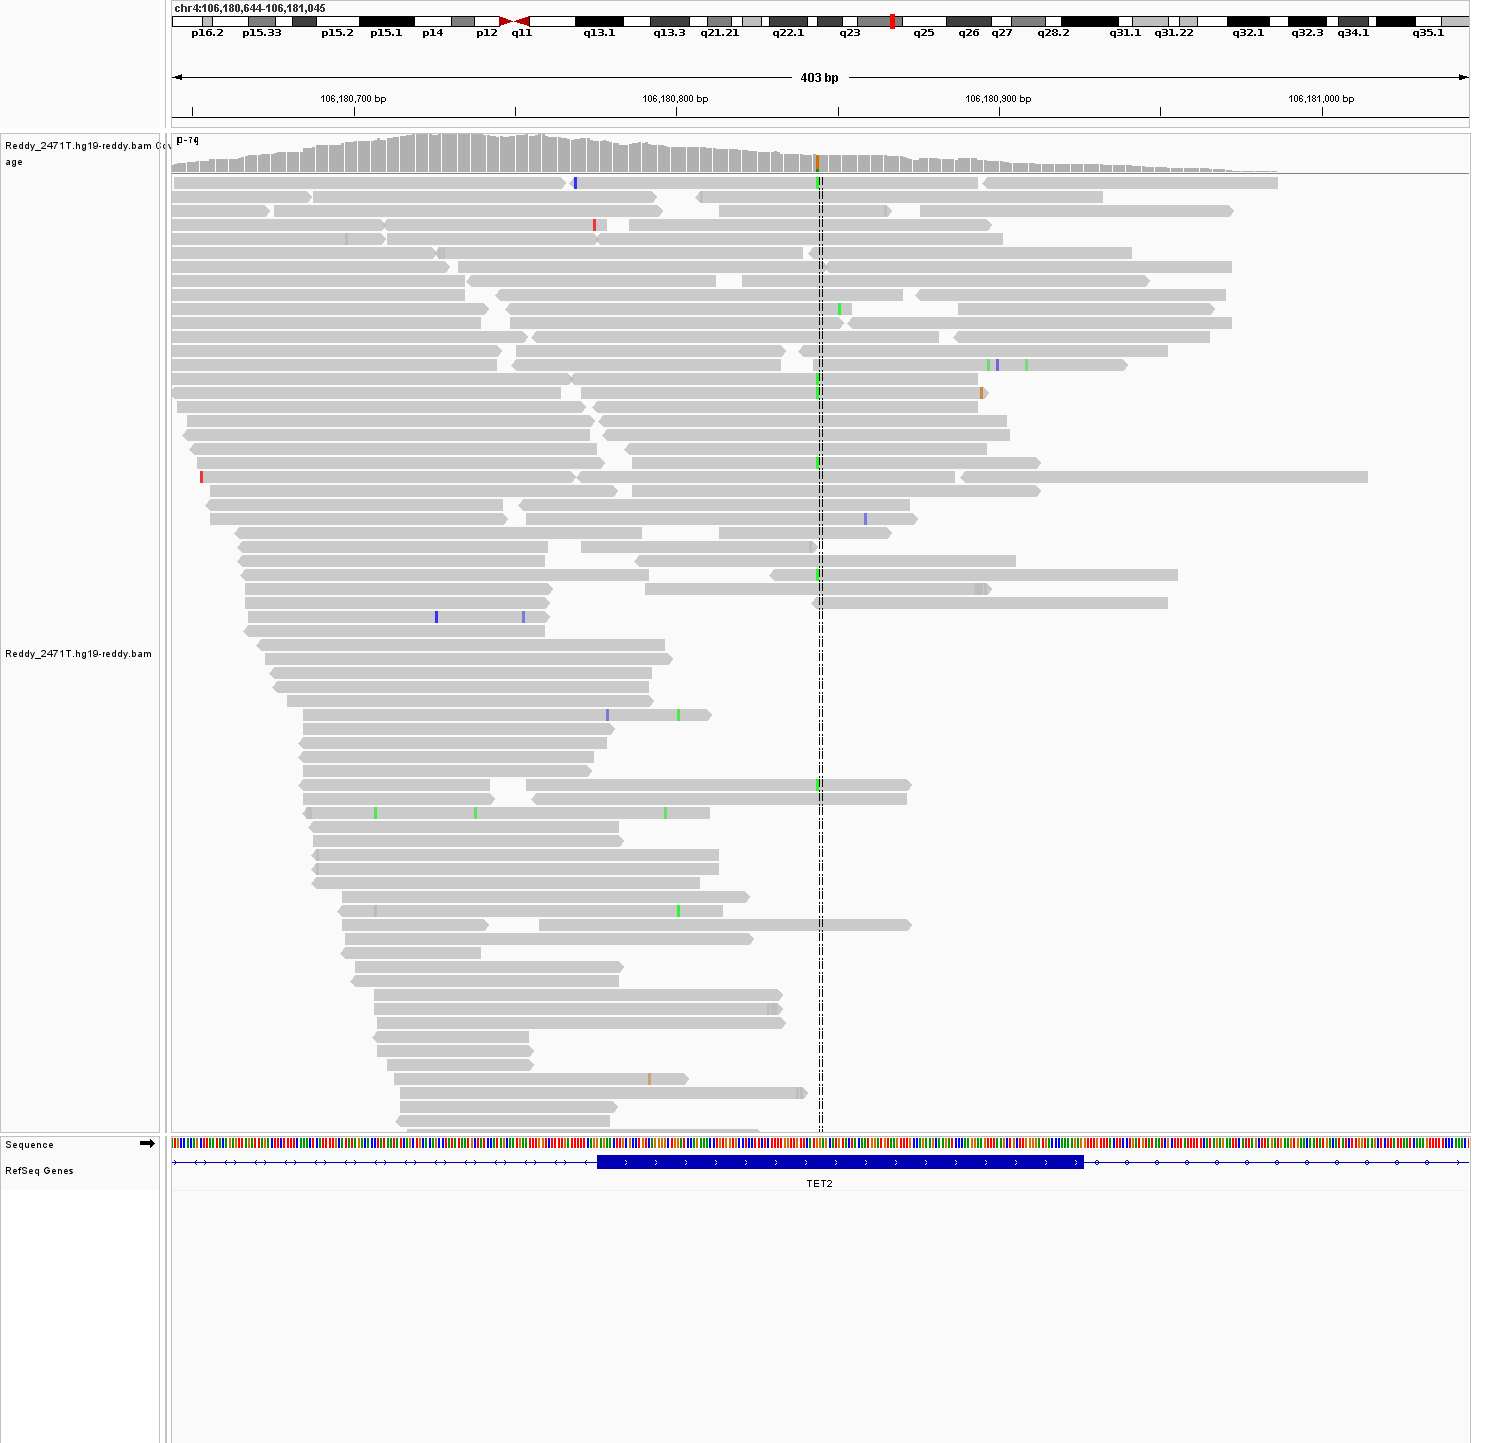 chr4:106,180,644-106,181,045
p16.2 p15.33 p15.2 p15.1 p14 p12 q11 q13.1 q13.3 q21.21 q22.1 q23 q25 q26 q27 q28.2 q31.1 q31.22 q32.1 q32.3 q34.1 q35.1
403 bp
106,180,700 bp 106,180,800 bp 106,180,900 bp 106,181,000 bp
Reddy_2471T.hg19-reddy.bam Cov
age
[0-74]
Reddy_2471T.hg19-reddy.bam
Sequence
RefSeq Genes
TET2